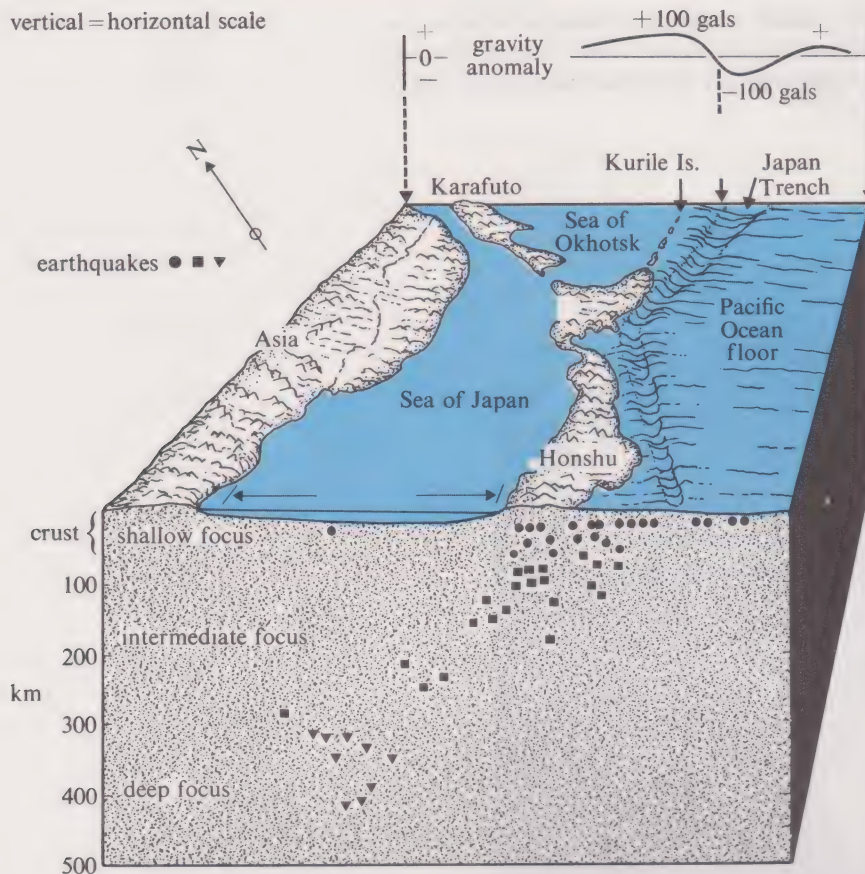 vertical = horizontal scale
+100 gals
+
+
0
−
gravity
anomaly
−100 gals
N
Kurile Is.
Japan
Trench
Karafuto
Sea of
Okhotsk
earthquakes
Asia
Pacific
Ocean
floor
Sea of Japan
Honshu
crust
shallow focus
100
intermediate focus
200
km
300
deep focus
400
500